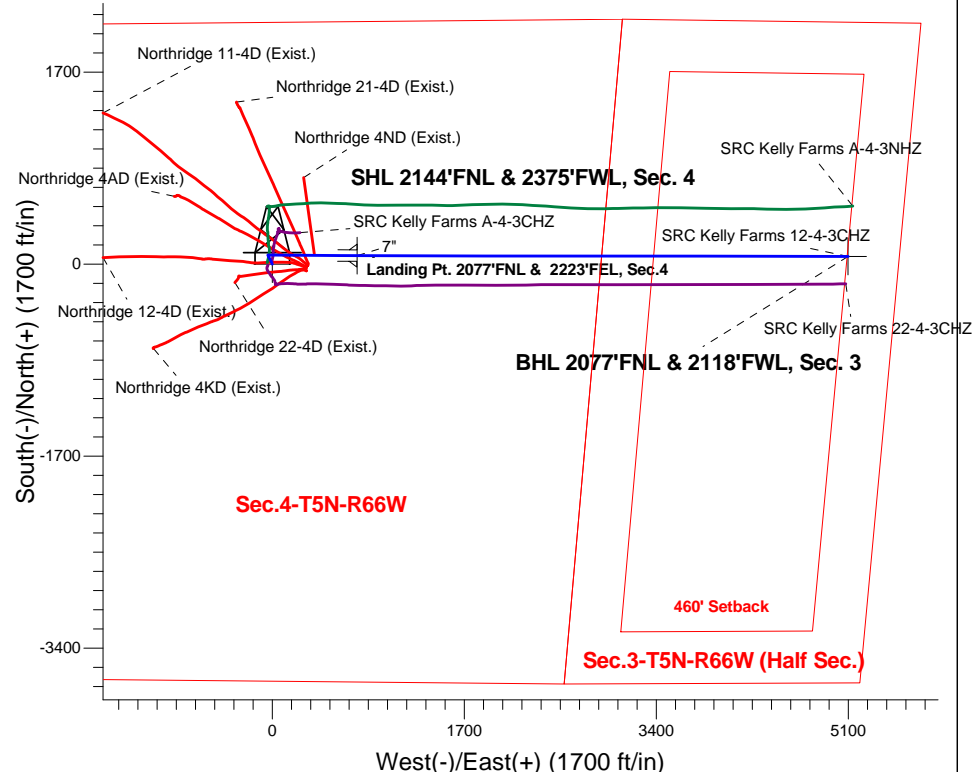 Northridge 11-4D (Exist.)
1700
Northridge 21-4D (Exist.)
Northridge 4ND (Exist.)
SRC Kelly Farms A-4-3NHZ
Northridge 4AD (Exist.)
SHL 2144'FNL & 2375'FWL, Sec. 4
SRC Kelly Farms A-4-3CHZ
SRC Kelly Farms 12-4-3CHZ
7"
0
Landing Pt. 2077'FNL & 2223'FEL, Sec.4
Northridge 12-4D (Exist.)
SRC Kelly Farms 22-4-3CHZ
Northridge 22-4D (Exist.)
BHL 2077'FNL & 2118'FWL, Sec. 3
Northridge 4KD (Exist.)
South(-)/North(+) (1700 ft/in)
-1700
Sec.4-T5N-R66W
460' Setback
-3400
Sec.3-T5N-R66W (Half Sec.)
0
1700
3400
5100
West(-)/East(+) (1700 ft/in)